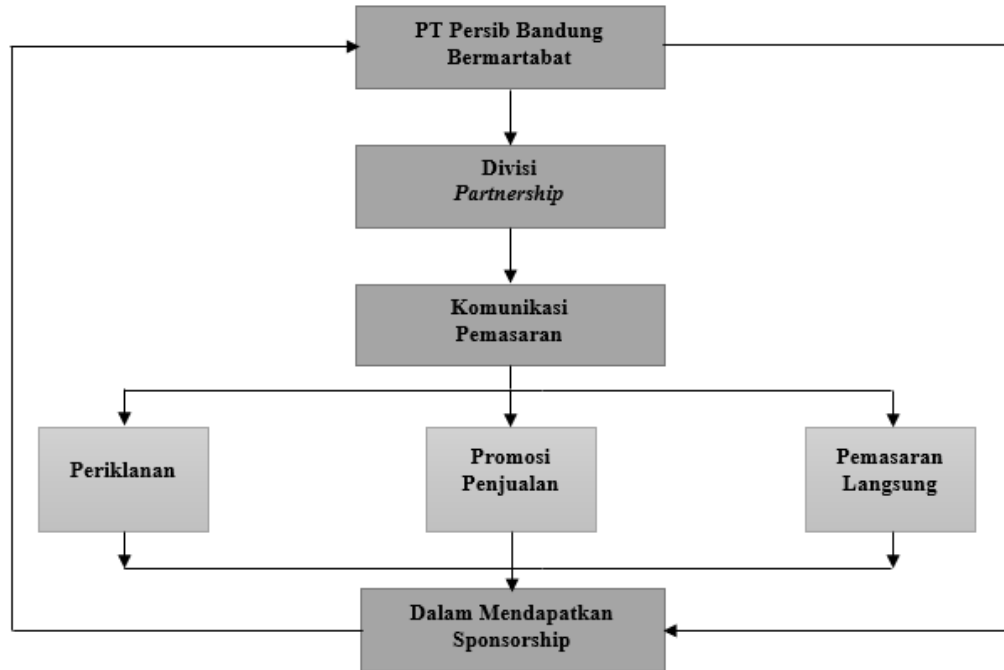 PT Persib Bandung
Bermartabat
Divisi
Partnership
Komunikasi
Pemasaran
Periklanan
Promosi
Penjualan
Pemasaran
Langsung
Dalam Mendapatkan
Sponsorship